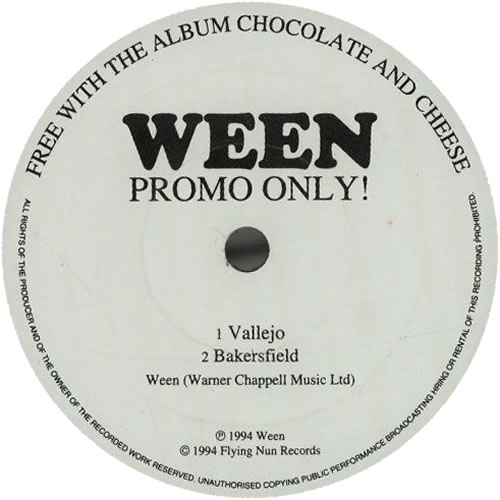 FREE WITH THE ALBUM CHOCOLATE AND CHEESE
WEEN
PROMO ONLY!
1 Vallejo
2 Bakersfield
Ween (Warner Chappell Music Ltd)
℗ 1994 Ween
© 1994 Flying Nun Records
ALL RIGHTS OF THE PRODUCER AND OF THE OWNER OF THE RECORDED WORK RESERVED. UNAUTHORISED COPYING PUBLIC PERFORMANCE BROADCASTING HIRING OR RENTAL OF THIS RECORDING PROHIBITED.